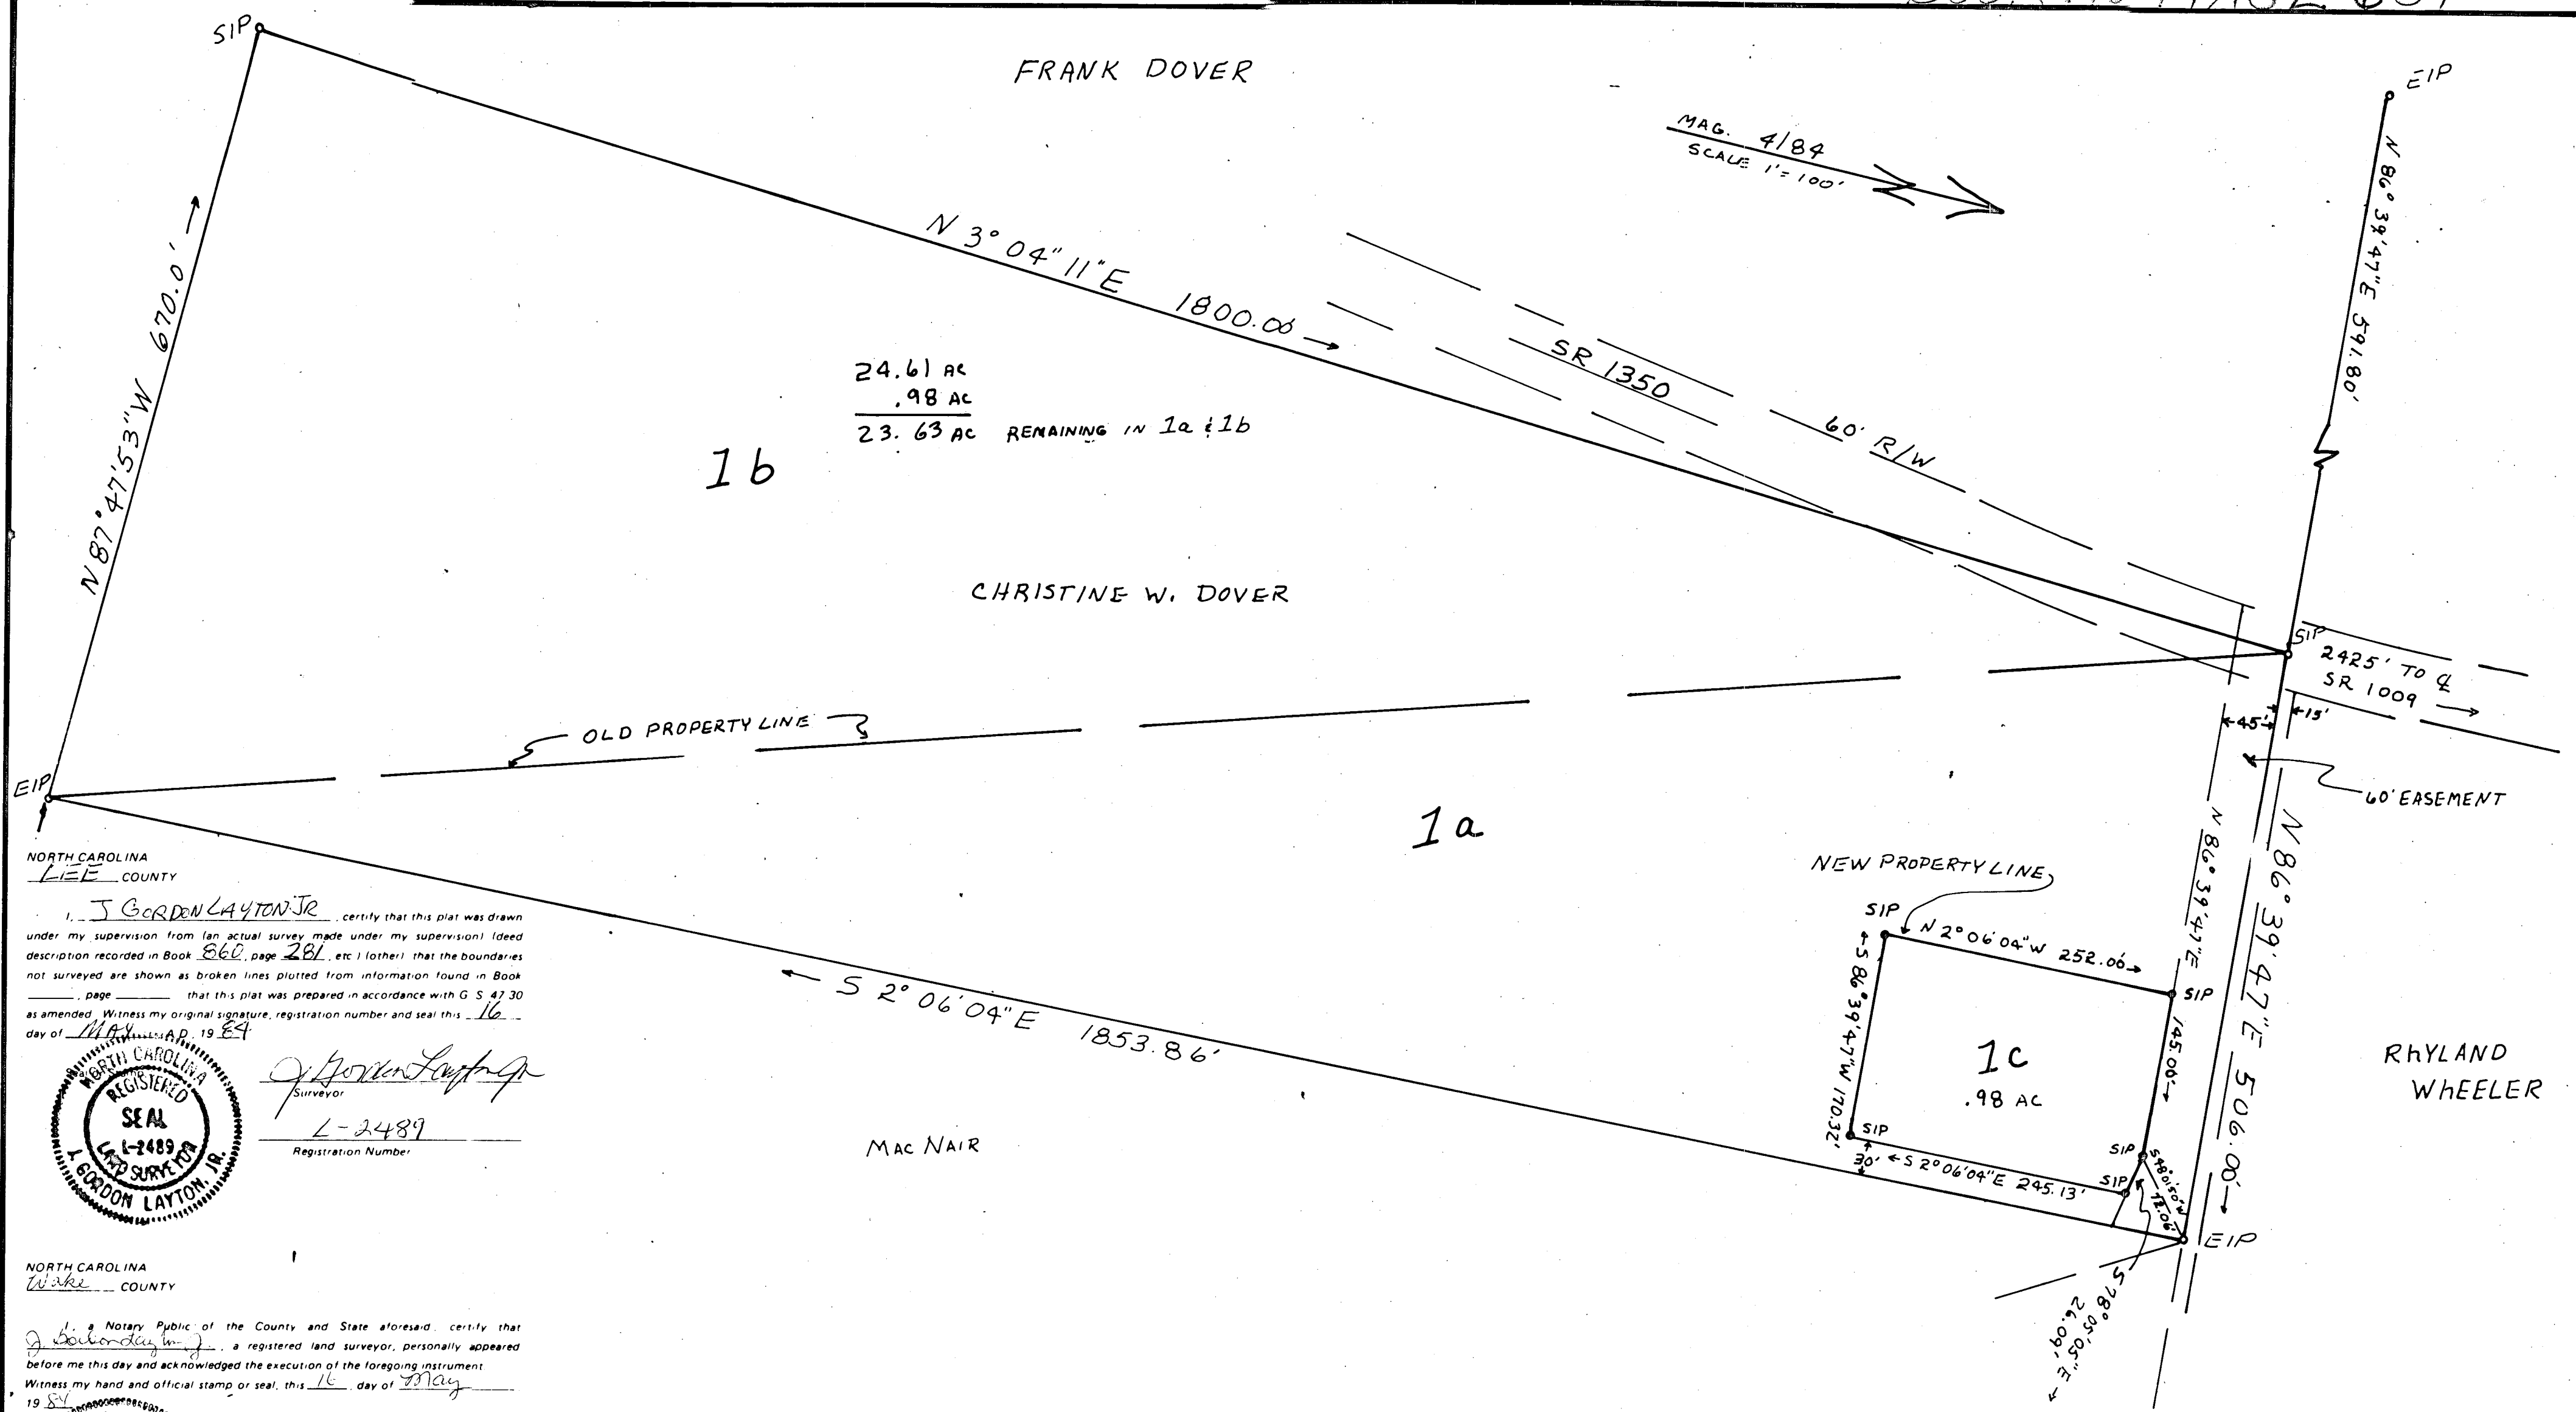 SIP
FRANK DOVER
EIP
MAG. 4/84
SCALE 1'=100'
N 86° 39' 47"E 591.80'
N 87° 47' 53"W 670.0'
N 3° 04" 11"E 1800.00'
SR 1350
60' R/W
24.61 AC
.98 AC
23.63 AC REMAINING IN 1a & 1b
1b
CHRISTINE W. DOVER
SIP
2425' TO ℄
SR 1009
45'
15'
OLD PROPERTY LINE
60' EASEMENT
EIP
1a
N 86° 39' 47"E
N 86° 39' 47"E 506.00'
NEW PROPERTY LINE
SIP
N 2° 06' 04"W 252.00'
SIP
S 86° 39' 47"W 170.32'
145.00'
1c
.98 AC
RHYLAND
WHEELER
S 2° 06' 04"E 1853.86'
SIP
30'
S 2° 06' 04"E 245.13'
SIP
SIP
72.06'
EIP
S 78° 05' 05"E
26.09'
MAC NAIR
NORTH CAROLINA
LEE COUNTY
I, J GORDON LAYTON JR certify that this plat was drawn
under my supervision from (an actual survey made under my supervision) (deed
description recorded in Book 860, page 281, etc) (other) that the boundaries
not surveyed are shown as broken lines plotted from information found in Book
, page that this plat was prepared in accordance with G S 47 30
as amended Witness my original signature, registration number and seal this 16
day of MAY A.D. 1984
NORTH CAROLINA
REGISTERED
SEAL
L-2489
LAND SURVEYOR
J. GORDON LAYTON, JR.
J Gordon Layton Jr
Surveyor
L-2489
Registration Number
NORTH CAROLINA
Wake COUNTY
I, a Notary Public of the County and State aforesaid, certify that
J. Gordon Layton Jr., a registered land surveyor, personally appeared
before me this day and acknowledged the execution of the foregoing instrument
Witness my hand and official stamp or seal, this 16 day of May
1984